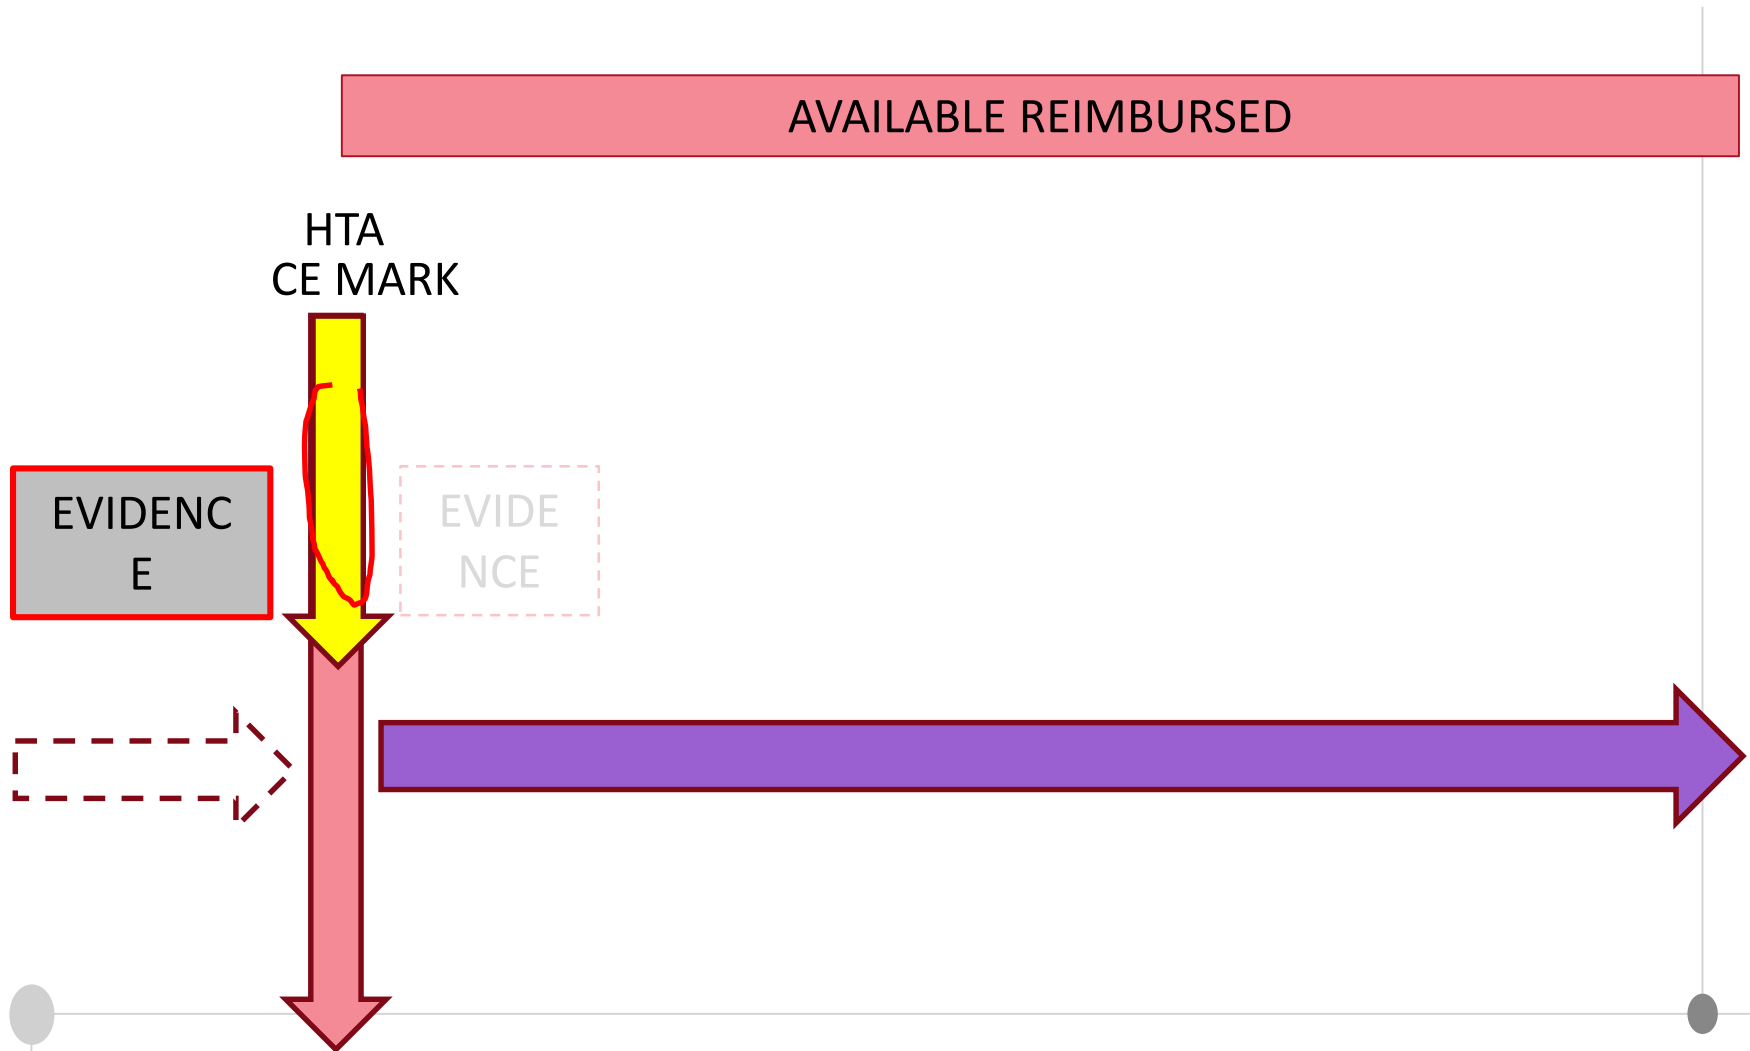 AVAILABLE REIMBURSED
HTA
CE MARK
EVIDENC
E
EVIDE
NCE